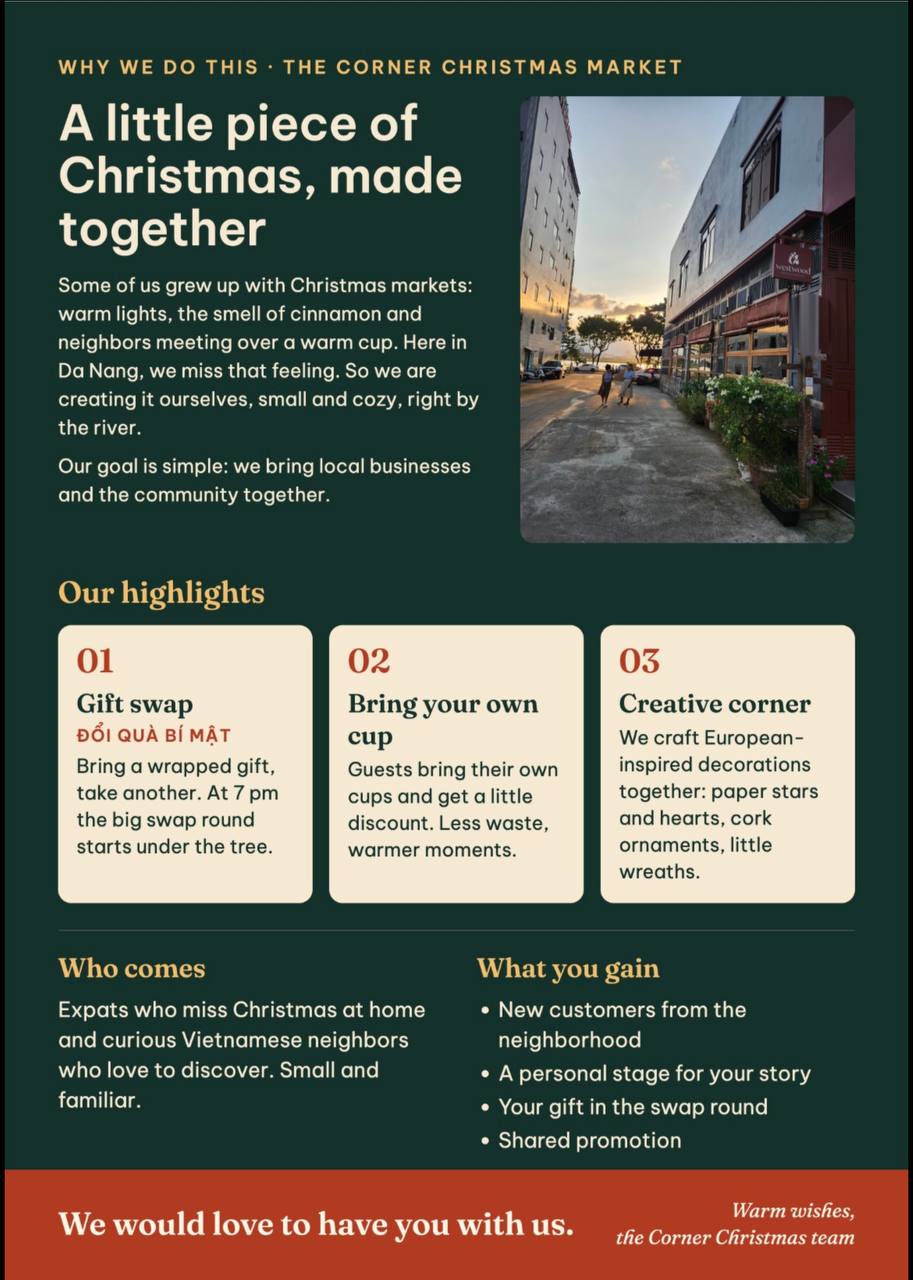 WHY WE DO THIS · THE CORNER CHRISTMAS MARKET
A little piece of
Christmas, made
together
Some of us grew up with Christmas markets:
warm lights, the smell of cinnamon and
neighbors meeting over a warm cup. Here in
Da Nang, we miss that feeling. So we are
creating it ourselves, small and cozy, right by
the river.
Our goal is simple: we bring local businesses
and the community together.
westwood
Our highlights
01
Gift swap
ĐỔI QUÀ BÍ MẬT
Bring a wrapped gift,
take another. At 7 pm
the big swap round
starts under the tree.
02
Bring your own
cup
Guests bring their own
cups and get a little
discount. Less waste,
warmer moments.
03
Creative corner
We craft European-
inspired decorations
together: paper stars
and hearts, cork
ornaments, little
wreaths.
Who comes
Expats who miss Christmas at home
and curious Vietnamese neighbors
who love to discover. Small and
familiar.
What you gain
• New customers from the
neighborhood
• A personal stage for your story
• Your gift in the swap round
• Shared promotion
We would love to have you with us.
Warm wishes,
the Corner Christmas team